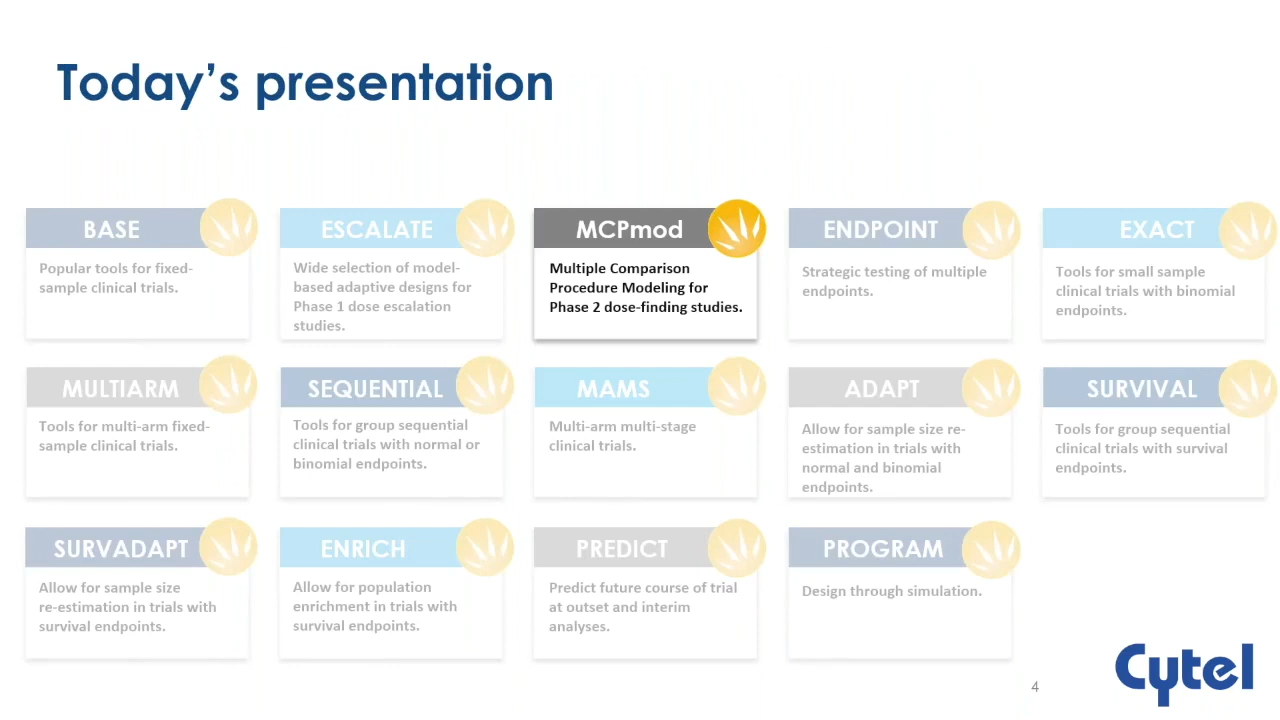 Today's presentation
BASE
Popular tools for fixed-
sample clinical trials.
ESCALATE
Wide selection of model-
based adaptive designs for
Phase 1 dose escalation
studies.
MCPmod
Multiple Comparison
Procedure Modeling for
Phase 2 dose-finding studies.
ENDPOINT
Strategic testing of multiple
endpoints.
EXACT
Tools for small sample
clinical trials with binomial
endpoints.
MULTIARM
Tools for multi-arm fixed-
sample clinical trials.
SEQUENTIAL
Tools for group sequential
clinical trials with normal or
binomial endpoints.
MAMS
Multi-arm multi-stage
clinical trials.
ADAPT
Allow for sample size re-
estimation in trials with
normal and binomial
endpoints.
SURVIVAL
Tools for group sequential
clinical trials with survival
endpoints.
SURVADAPT
Allow for sample size
re-estimation in trials with
survival endpoints.
ENRICH
Allow for population
enrichment in trials with
survival endpoints.
PREDICT
Predict future course of trial
at outset and interim
analyses.
PROGRAM
Design through simulation.
4
Cytel